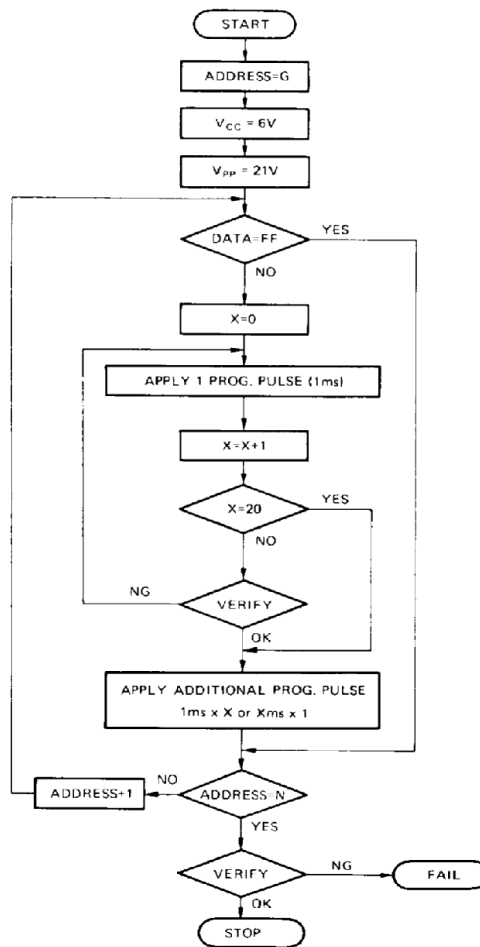 START
ADDRESS=G
VCC = 6V
VPP = 21V
DATA=FF
YES
NO
X=0
APPLY 1 PROG. PULSE (1ms)
X=X+1
X=20
YES
NO
NG
VERIFY
OK
APPLY ADDITIONAL PROG. PULSE
1ms x X or Xms x 1
ADDRESS+1
NO
ADDRESS=N
YES
VERIFY
NG
FAIL
OK
STOP